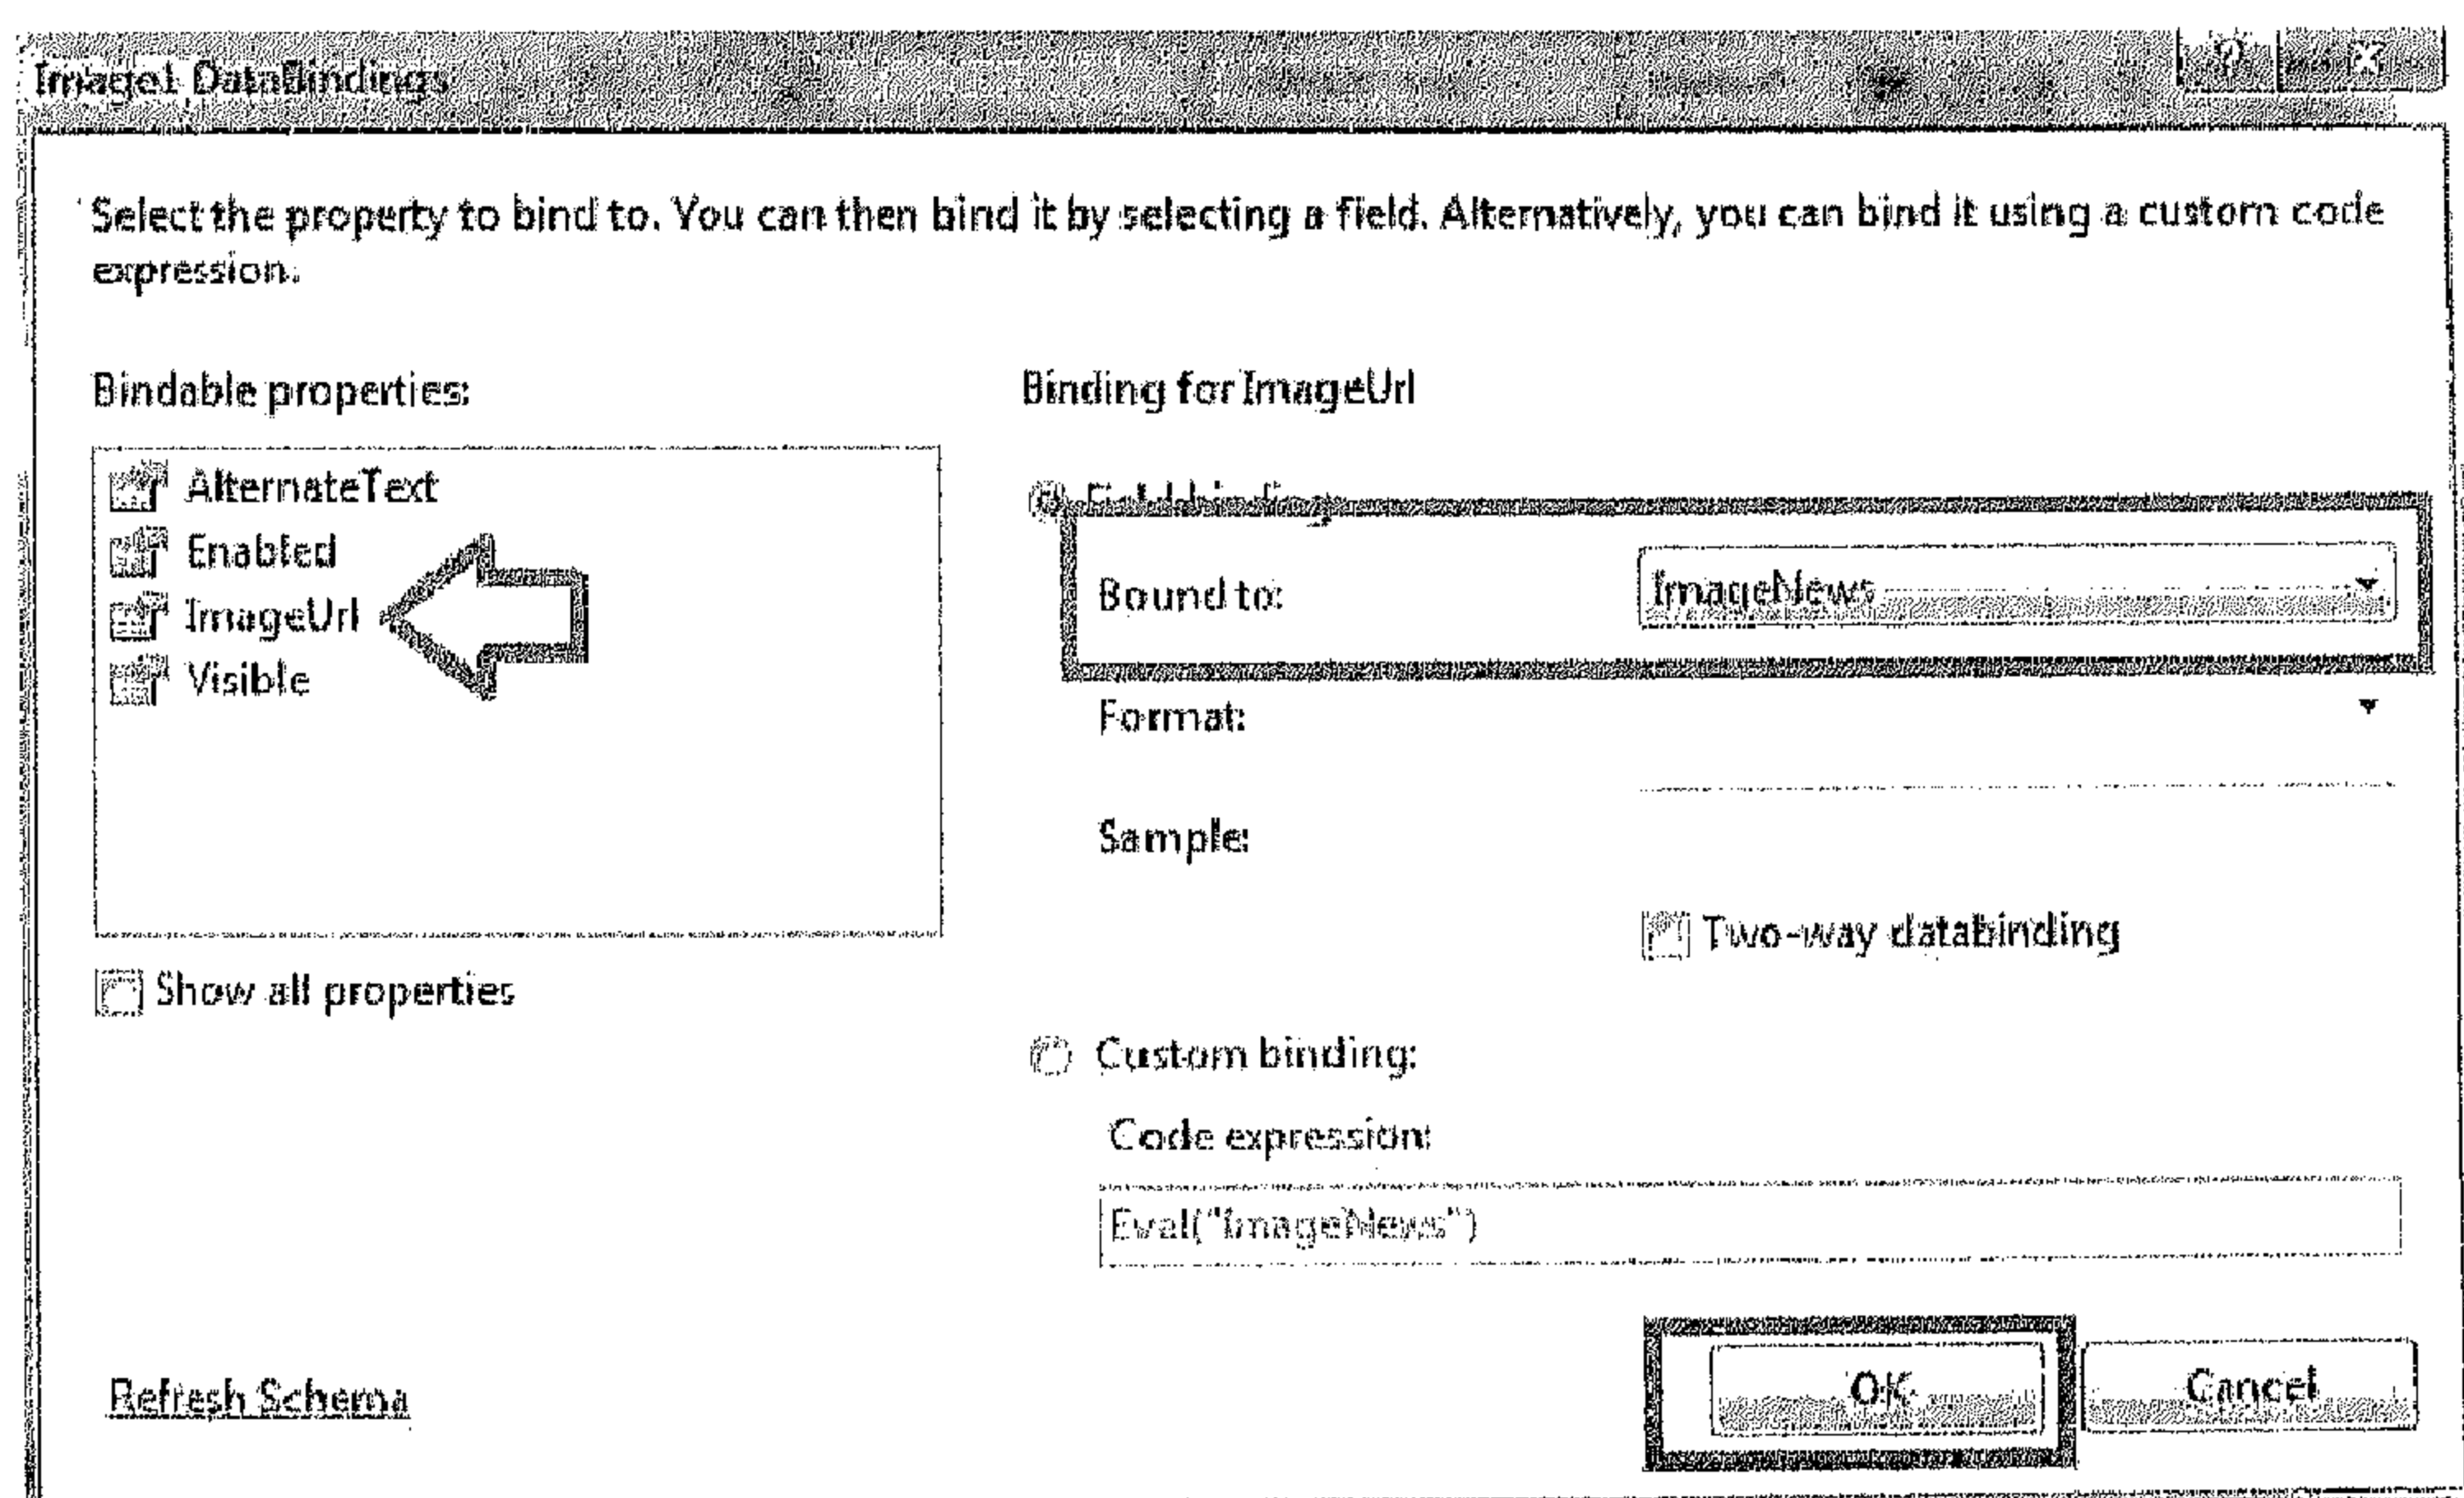 Image1 DataBindings
Select the property to bind to. You can then bind it by selecting a field. Alternatively, you can bind it using a custom code
expression.
Bindable properties:
AlternateText
Enabled
ImageUrl
Visible
Show all properties
Refresh Schema
Binding for ImageUrl
Field binding:
Bound to:
ImageNews
Format:
Sample:
Two-way databinding
Custom binding:
Code expression:
Eval("ImageNews")
OK
Cancel